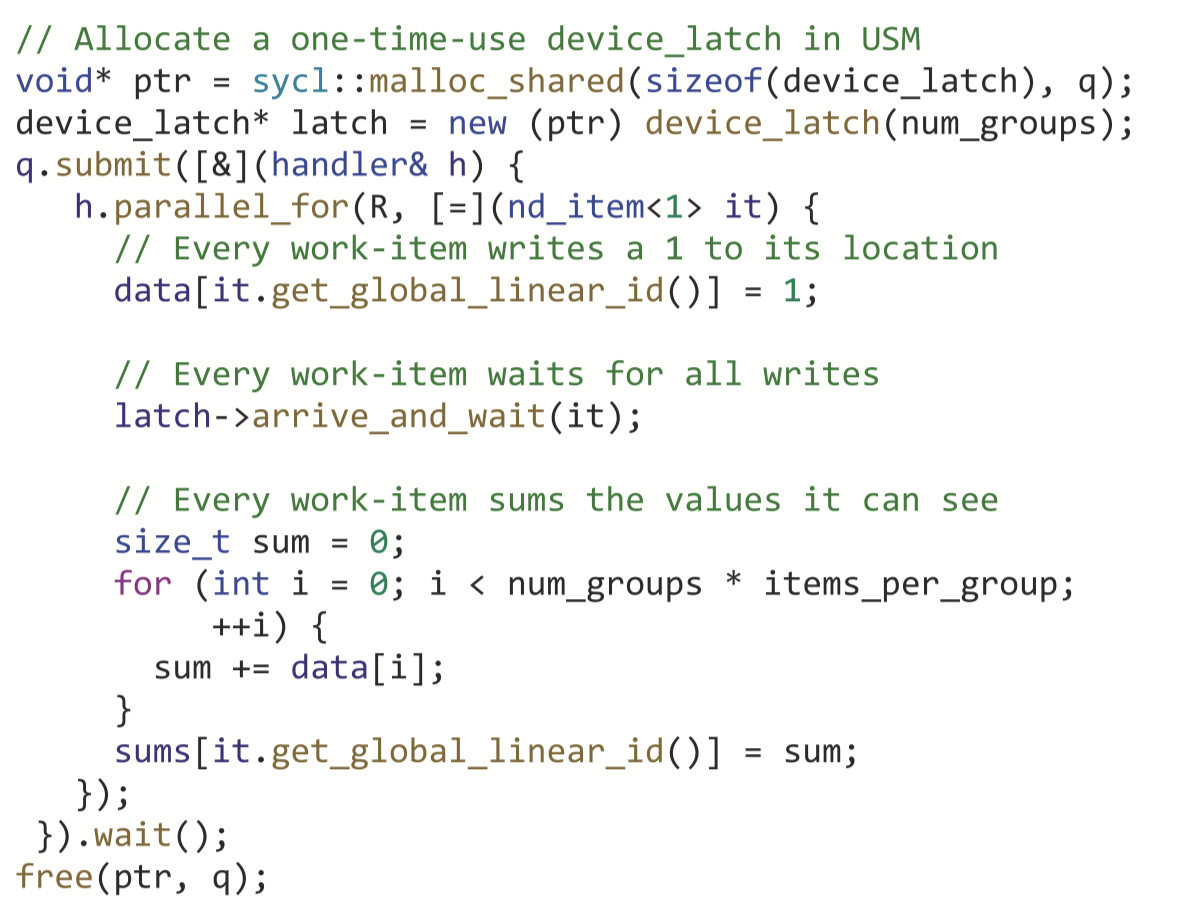 // Allocate a one-time-use device_latch in USM
void* ptr = sycl::malloc_shared(sizeof(device_latch), q);
device_latch* latch = new (ptr) device_latch(num_groups);
q.submit([&](handler& h) {
   h.parallel_for(R, [=](nd_item<1> it) {
     // Every work-item writes a 1 to its location
     data[it.get_global_linear_id()] = 1;

     // Every work-item waits for all writes
     latch->arrive_and_wait(it);

     // Every work-item sums the values it can see
     size_t sum = 0;
     for (int i = 0; i < num_groups * items_per_group;
          ++i) {
       sum += data[i];
     }
     sums[it.get_global_linear_id()] = sum;
   });
 }).wait();
free(ptr, q);